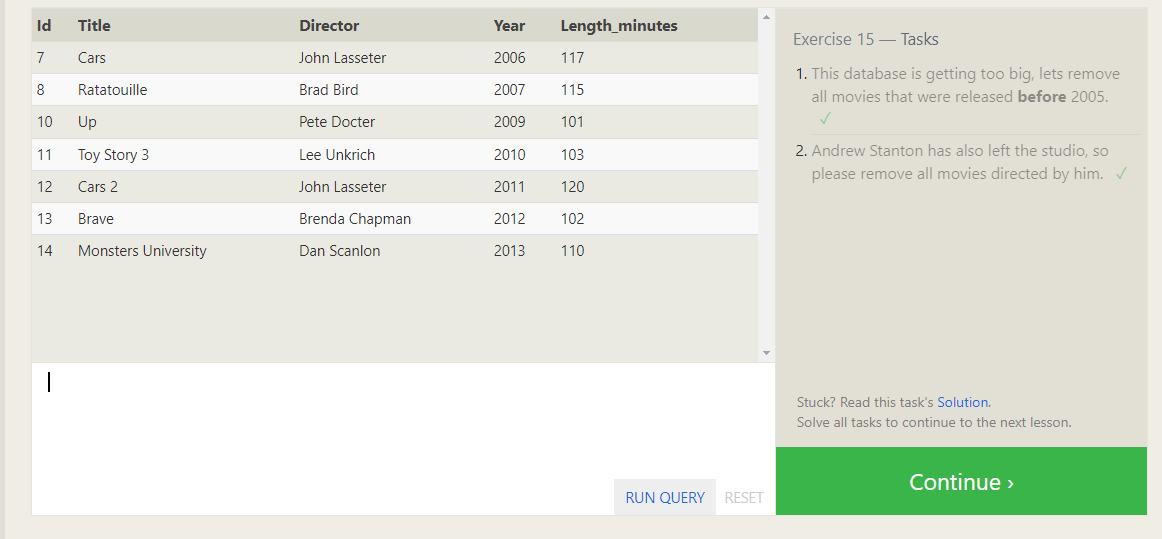 Id Title Director Year Length_minutes
7 Cars John Lasseter 2006 117
8 Ratatouille Brad Bird 2007 115
10 Up Pete Docter 2009 101
11 Toy Story 3 Lee Unkrich 2010 103
12 Cars 2 John Lasseter 2011 120
13 Brave Brenda Chapman 2012 102
14 Monsters University Dan Scanlon 2013 110
RUN QUERY RESET
Exercise 15 — Tasks
1. This database is getting too big, lets remove
all movies that were released before 2005.
✓
2. Andrew Stanton has also left the studio, so
please remove all movies directed by him. ✓
Stuck? Read this task's Solution.
Solve all tasks to continue to the next lesson.
Continue ›